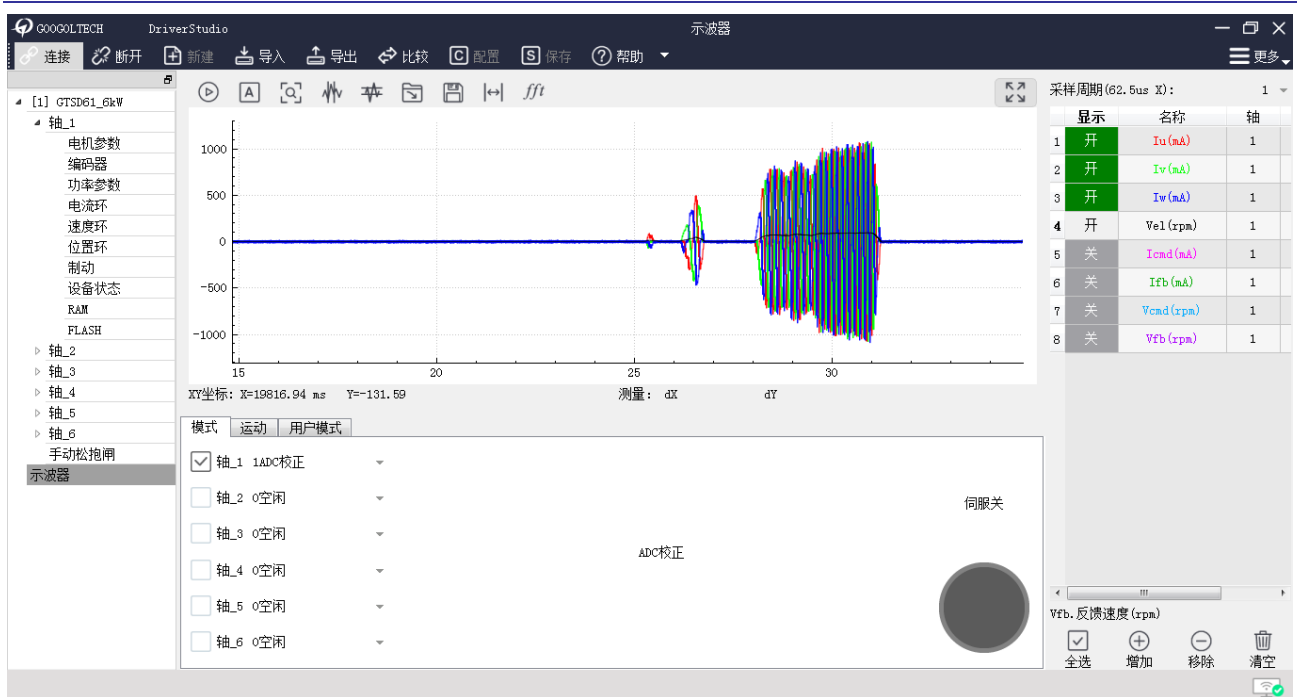 GOOGOLTECH DriverStudio 示波器
连接 断开 新建 导入 导出 比较 C 配置 S 保存 ? 帮助 更多
[1] GTSD61_6kW
轴_1
电机参数
编码器
功率参数
电流环
速度环
位置环
制动
设备状态
RAM
FLASH
轴_2
轴_3
轴_4
轴_5
轴_6
手动松抱闸
示波器
A fft
1000
500
0
-500
-1000
15 20 25 30
XY坐标: X=19816.94 ms Y=-131.59 测量: dX dY
模式 运动 用户模式
轴_1 1ADC校正
轴_2 0空闲
轴_3 0空闲
轴_4 0空闲
轴_5 0空闲
轴_6 0空闲
ADC校正
伺服关
采样周期(62.5us X): 1
显示 名称 轴
1 开 Iu(mA) 1
2 开 Iv(mA) 1
3 开 Iw(mA) 1
4 开 Vel(rpm) 1
5 关 Icmd(mA) 1
6 关 Ifb(mA) 1
7 关 Vcmd(rpm) 1
8 关 Vfb(rpm) 1
Vfb.反馈速度(rpm)
全选 增加 移除 清空